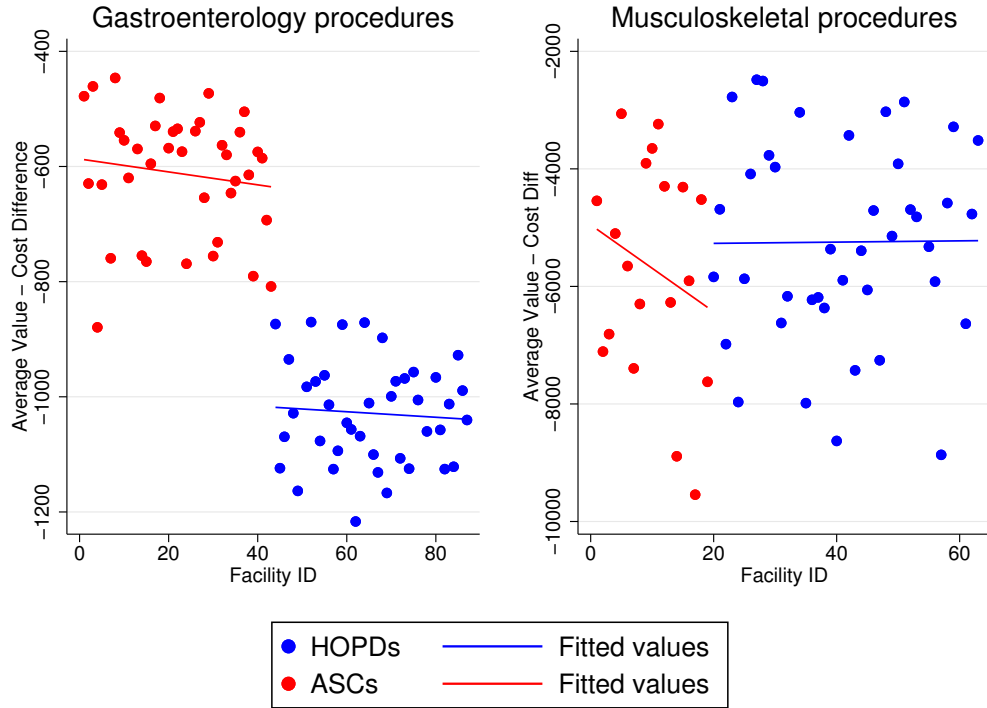 Gastroenterology procedures
Average Value − Cost Difference
−400
−600
−800
−1000
−1200
0
20
40
60
80
Facility ID
Musculoskeletal procedures
Average Value − Cost Diff
−2000
−4000
−6000
−8000
−10000
0
20
40
60
Facility ID
HOPDs
Fitted values
ASCs
Fitted values